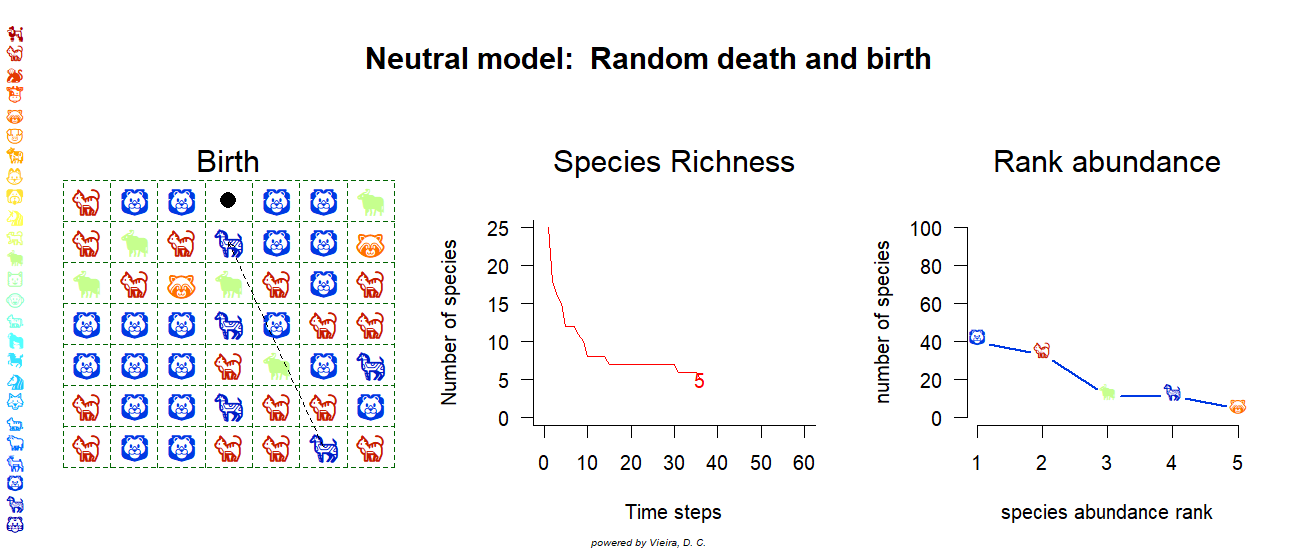 Neutral model:  Random death and birth
Birth
Species Richness
Number of species
25
20
15
10
5
0
5
0 10 20 30 40 50 60
Time steps
Rank abundance
number of species
100
80
60
40
20
0
1 2 3 4 5
species abundance rank
powered by Vieira, D. C.